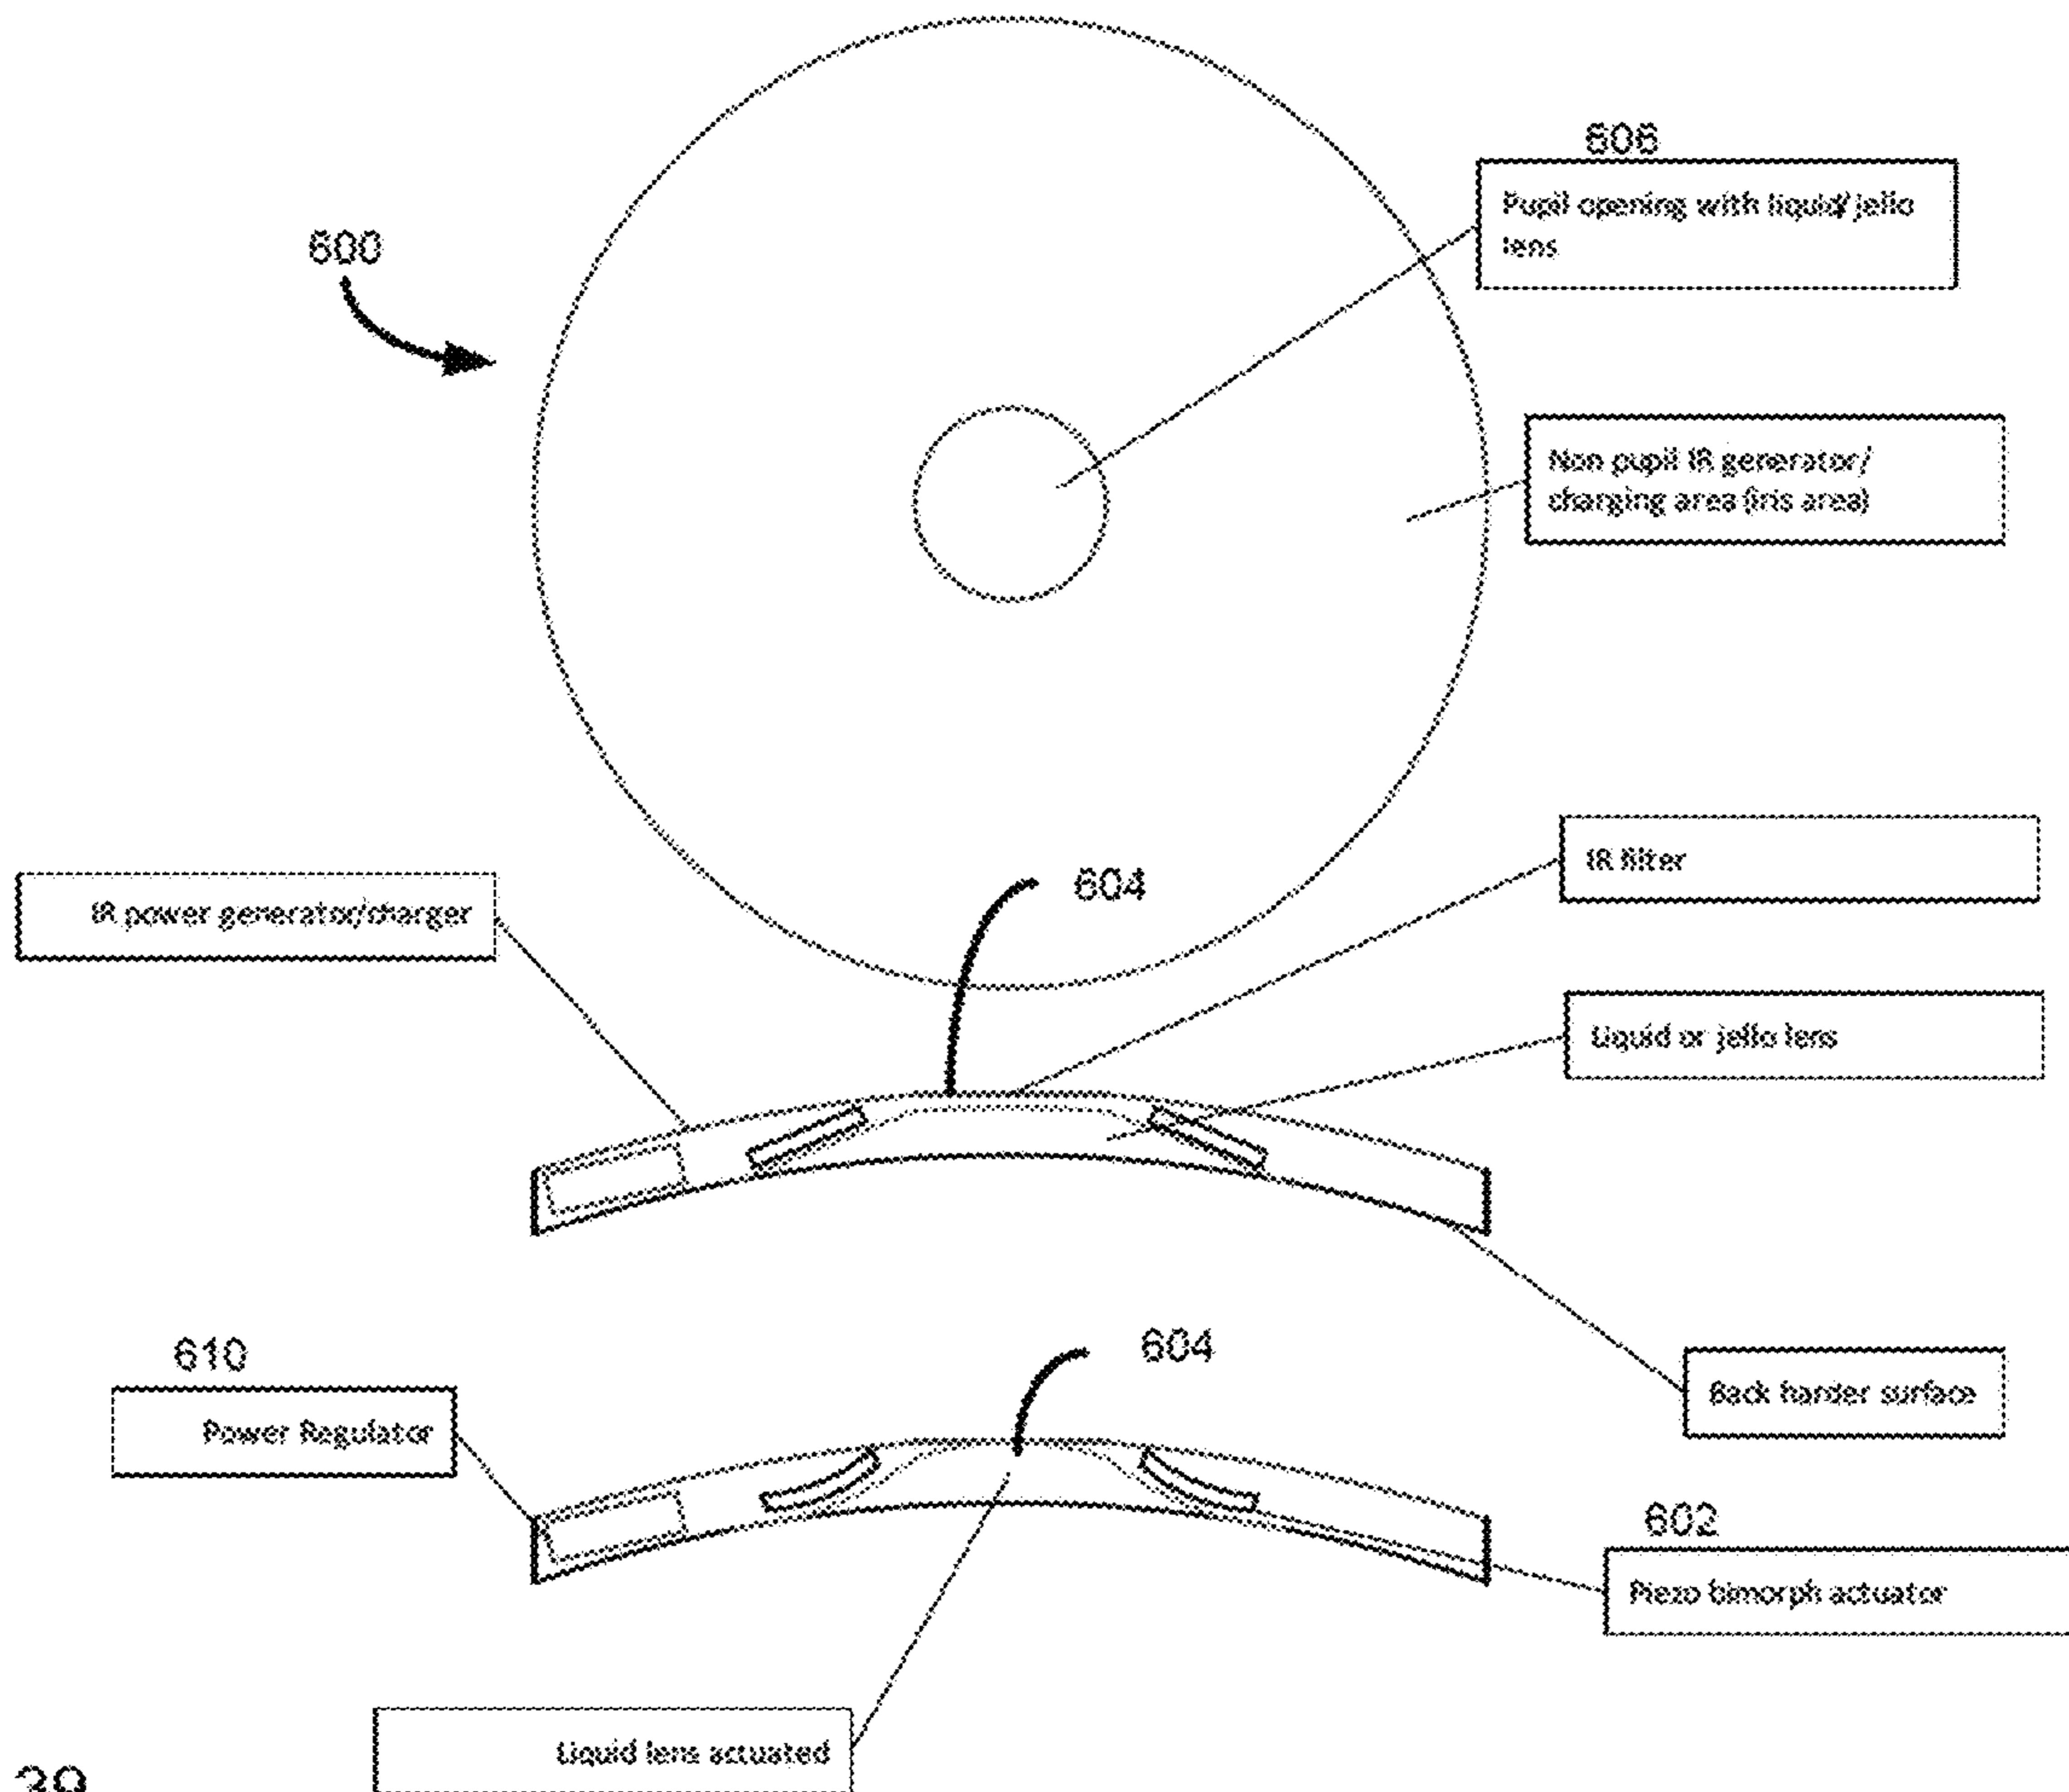 606
Pupil opening with liquid/jello
lens
600
Non pupil IR generator/
charging area (iris area)
IR filter
IR power generator/charger
604
Liquid or jello lens
Back harder surface
610
Power Regulator
604
602
Piezo bimorph actuator
Liquid lens actuated
39